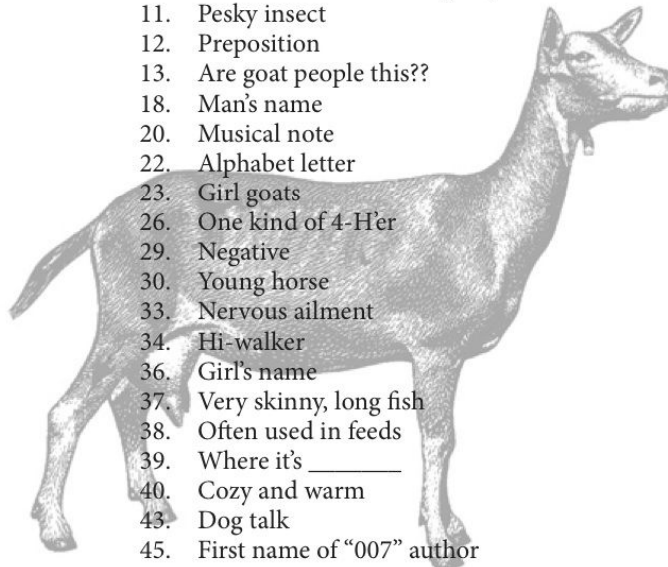 11. Pesky insect
12. Preposition
13. Are goat people this??
18. Man's name
20. Musical note
22. Alphabet letter
23. Girl goats
26. One kind of 4-H'er
29. Negative
30. Young horse
33. Nervous ailment
34. Hi-walker
36. Girl's name
37. Very skinny, long fish
38. Often used in feeds
39. Where it's _______
40. Cozy and warm
43. Dog talk
45. First name of “007” author